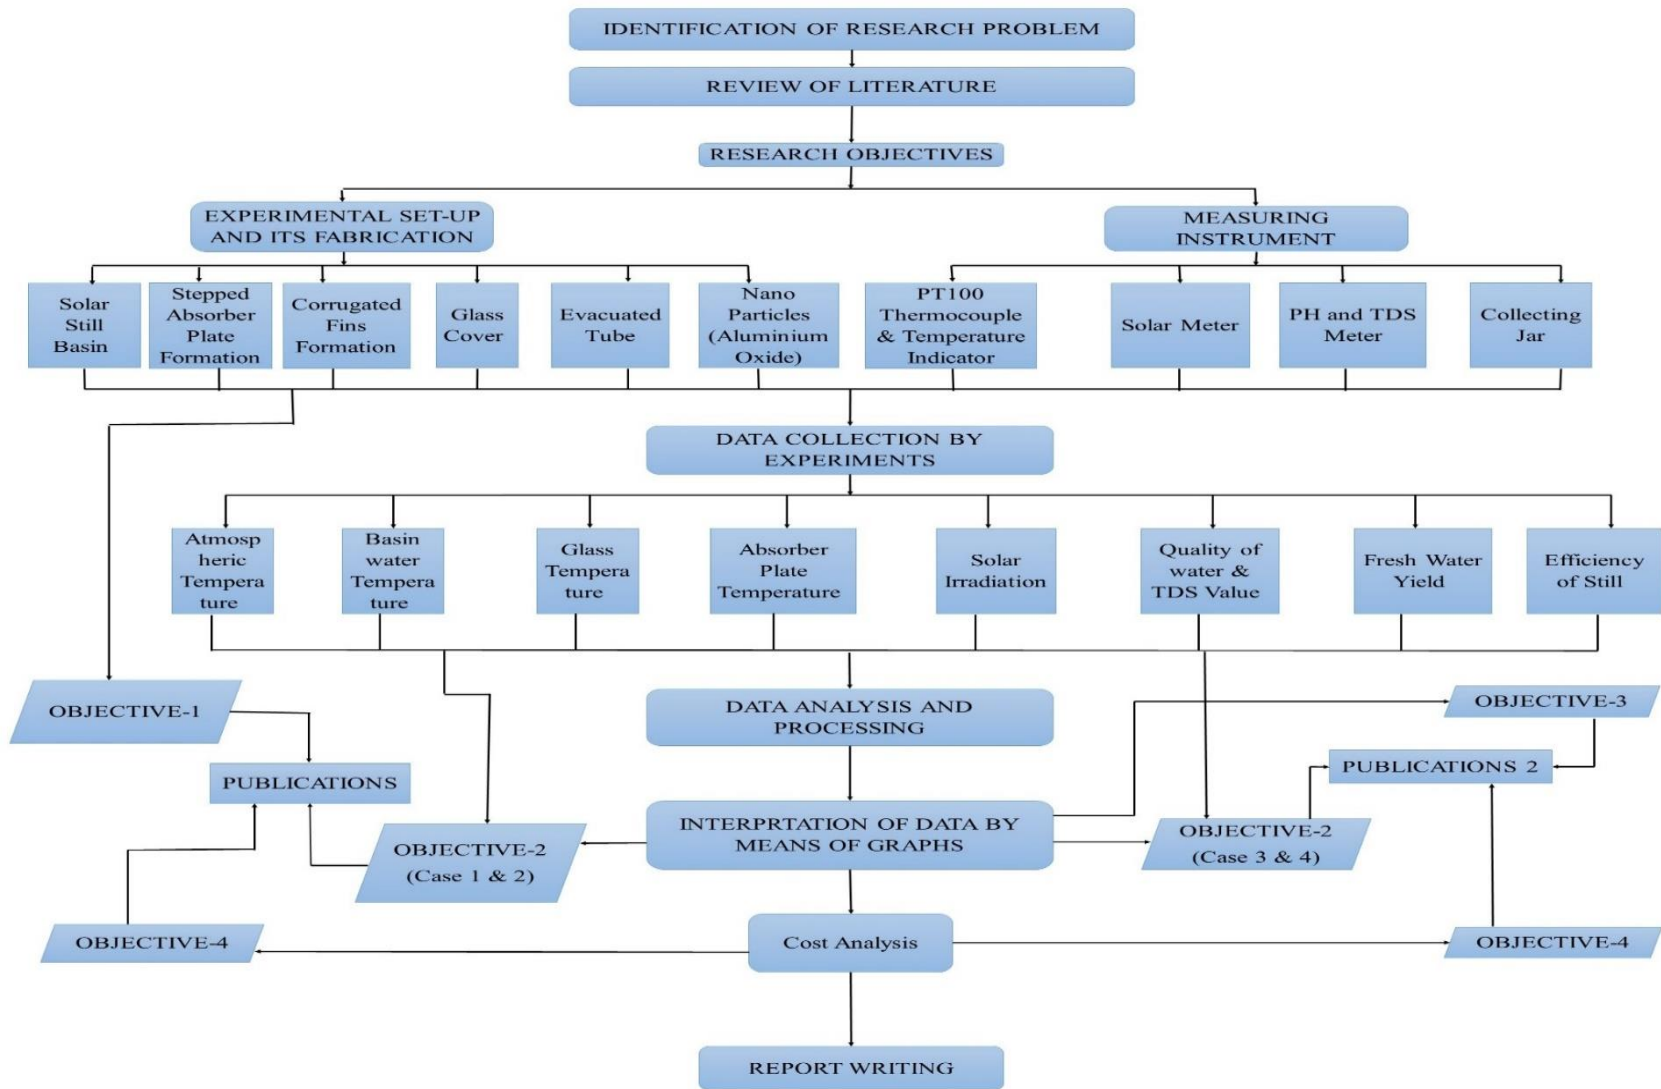 IDENTIFICATION OF RESEARCH PROBLEM
REVIEW OF LITERATURE
RESEARCH OBJECTIVES
EXPERIMENTAL SET-UP
AND ITS FABRICATION
MEASURING
INSTRUMENT
Solar
Still
Basin
Stepped
Absorber
Plate
Formation
Corrugated
Fins
Formation
Glass
Cover
Evacuated
Tube
Nano
Particles
(Aluminium
Oxide)
PT100
Thermocouple
& Temperature
Indicator
Solar Meter
PH and TDS
Meter
Collecting
Jar
DATA COLLECTION BY
EXPERIMENTS
Atmosp
heric
Tempera
ture
Basin
water
Tempera
ture
Glass
Tempera
ture
Absorber
Plate
Temperature
Solar
Irradiation
Quality of
water &
TDS Value
Fresh Water
Yield
Efficiency
of Still
OBJECTIVE-1
DATA ANALYSIS AND
PROCESSING
OBJECTIVE-3
PUBLICATIONS
PUBLICATIONS 2
OBJECTIVE-2
(Case 1 & 2)
INTERPRTATION OF DATA BY
MEANS OF GRAPHS
OBJECTIVE-2
(Case 3 & 4)
OBJECTIVE-4
Cost Analysis
OBJECTIVE-4
REPORT WRITING